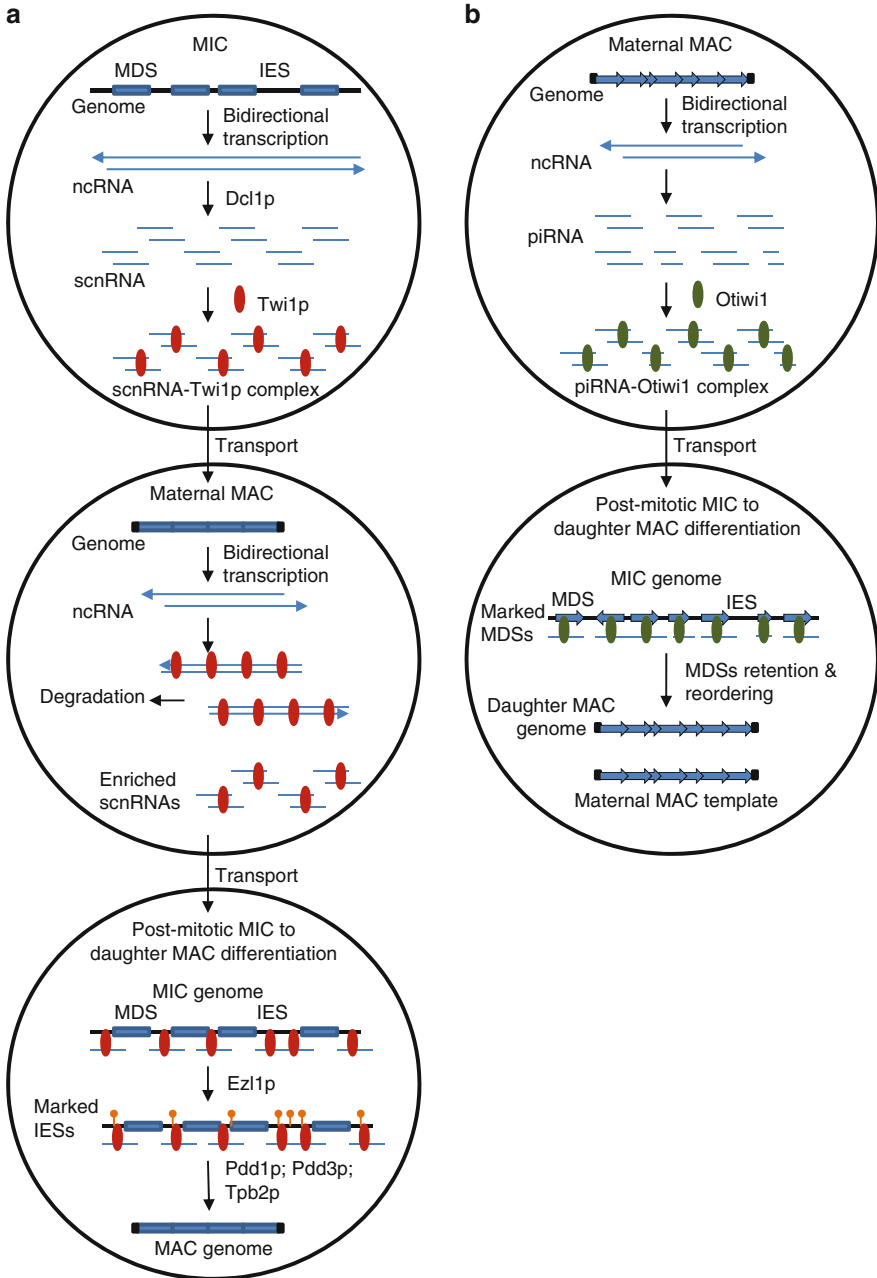 a
MIC
MDS IES
Genome
Bidirectional
transcription
ncRNA
Dcl1p
scnRNA
Twi1p
scnRNA-Twi1p complex
Transport
Maternal MAC
Genome
Bidirectional
transcription
ncRNA
Degradation
Enriched
scnRNAs
Transport
Post-mitotic MIC to
daughter MAC differentiation
MIC genome
MDS IES
Ezl1p
Marked
IESs
Pdd1p; Pdd3p;
Tpb2p
MAC genome
b
Maternal MAC
Genome
Bidirectional
transcription
ncRNA
piRNA
Otiwi1
piRNA-Otiwi1 complex
Transport
Post-mitotic MIC to
daughter MAC differentiation
MIC genome
MDS IES
Marked
MDSs
MDSs retention &
reordering
Daughter MAC
genome
Maternal MAC template